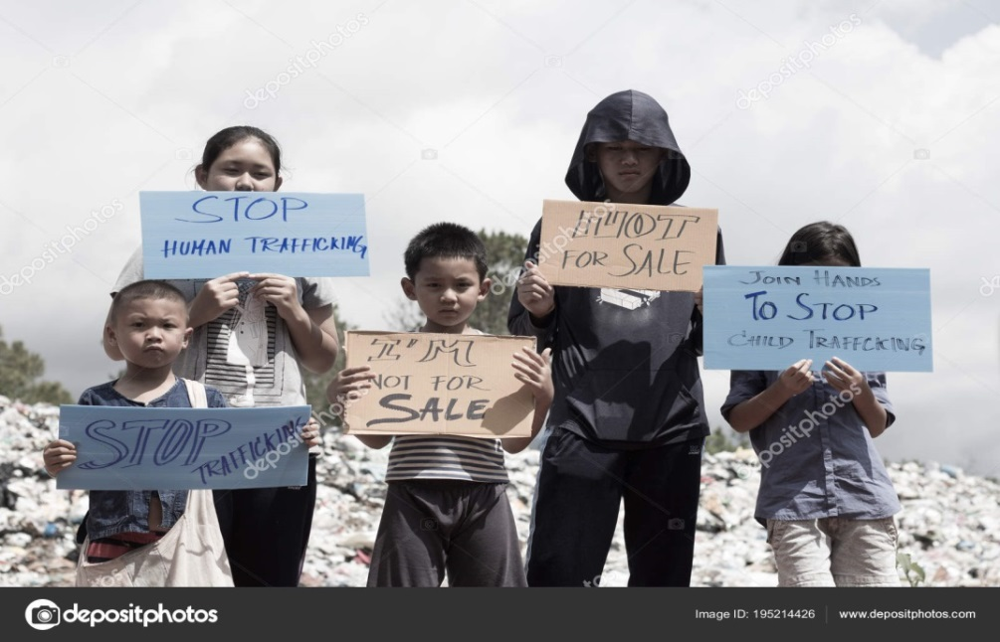 STOP
HUMAN TRAFFICKING
STOP
TRAFFICKING
I'M
NOT FOR
SALE
#NOT
FOR SALE
JOIN HANDS
TO STOP
CHILD TRAFFCKING
depositphotos
Image ID: 195214426 www.depositphotos.com